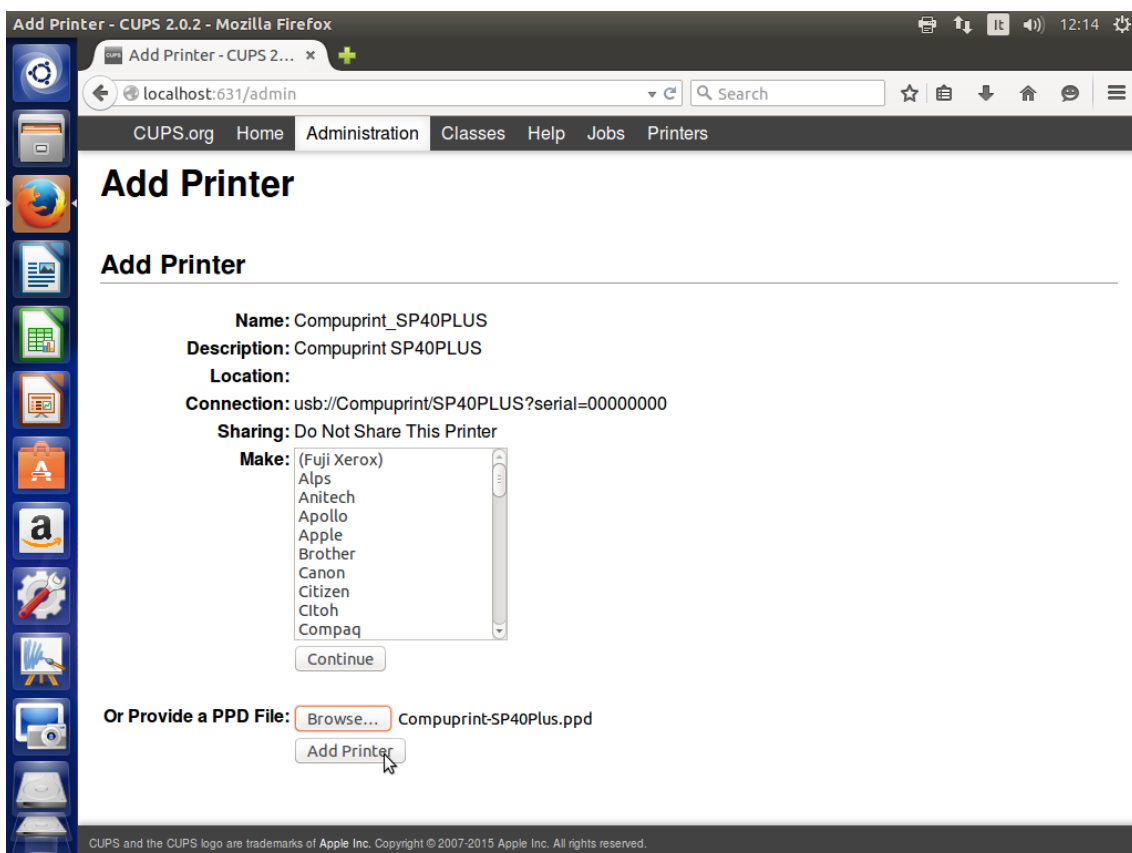 Add Printer - CUPS 2.0.2 - Mozilla Firefox
It 12:14
CUPS Add Printer - CUPS 2... ×
localhost:631/admin
Search
CUPS.org Home Administration Classes Help Jobs Printers
Add Printer
Add Printer
Name: Compuprint_SP40PLUS
Description: Compuprint SP40PLUS
Location:
Connection: usb://Compuprint/SP40PLUS?serial=00000000
Sharing: Do Not Share This Printer
Make: (Fuji Xerox)
Alps
Anitech
Apollo
Apple
Brother
Canon
Citizen
CItoh
Compaq
Continue
Or Provide a PPD File: Browse... Compuprint-SP40Plus.ppd
Add Printer
CUPS and the CUPS logo are trademarks of Apple Inc. Copyright © 2007-2015 Apple Inc. All rights reserved.